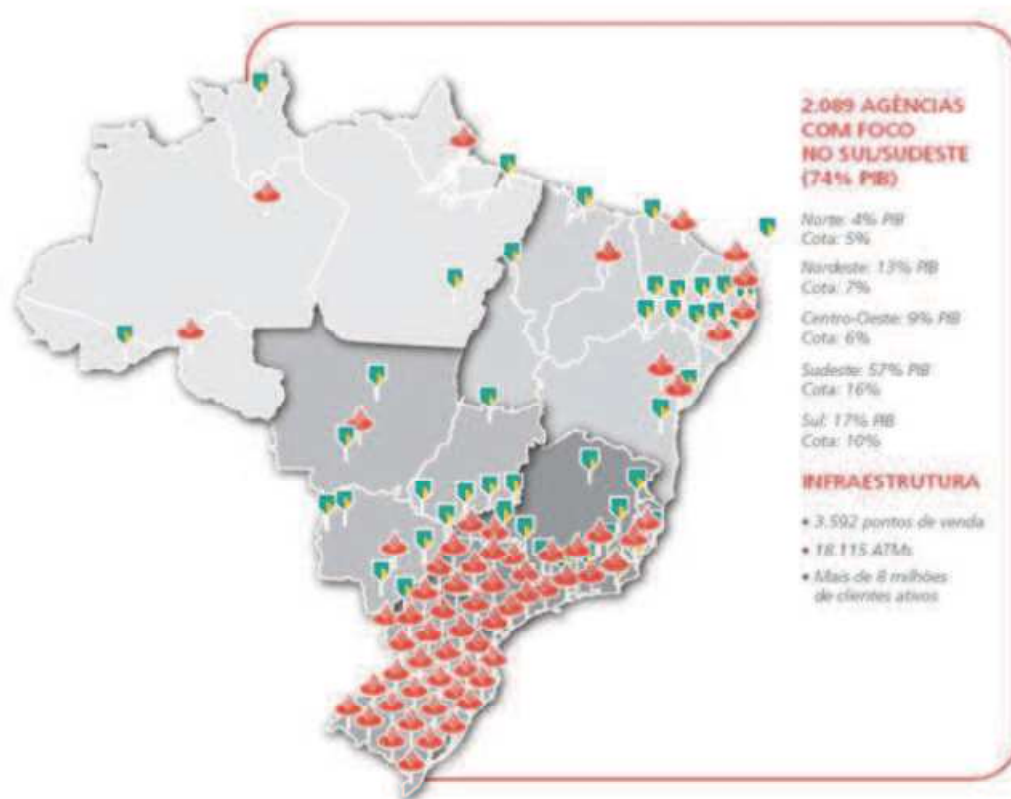 2.089 AGÊNCIAS
COM FOCO
NO SUL/SUDESTE
(74% PIB)
Norte: 4% PIB
Cota: 5%
Nordeste: 13% PIB
Cota: 7%
Centro-Oeste: 9% PIB
Cota: 6%
Sudeste: 57% PIB
Cota: 16%
Sul: 17% PIB
Cota: 10%
INFRAESTRUTURA
• 3.592 pontos de venda
• 18.115 ATMs
• Mais de 8 milhões
de clientes ativos